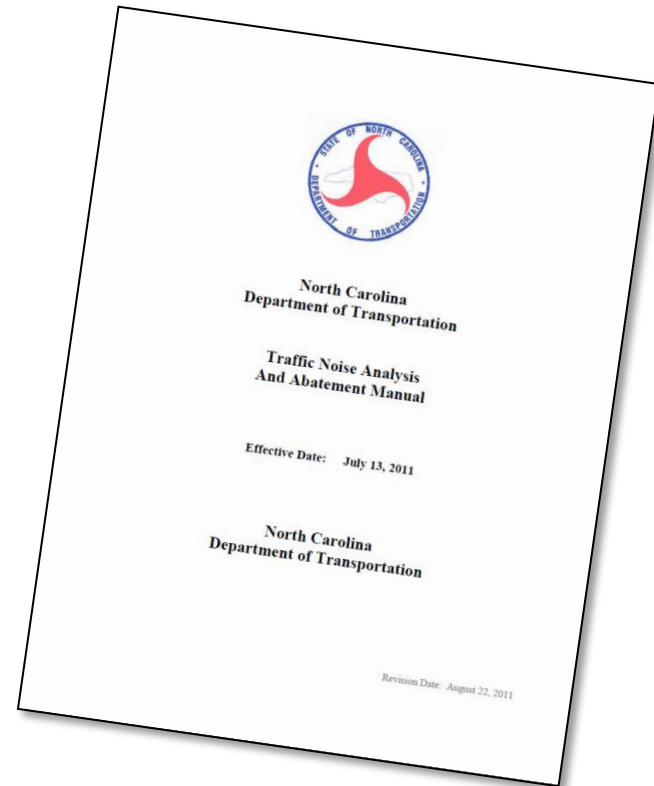 STATE OF NORTH CAROLINA
DEPARTMENT OF TRANSPORTATION
North Carolina
Department of Transportation
Traffic Noise Analysis
And Abatement Manual
Effective Date: July 13, 2011
North Carolina
Department of Transportation
Revision Date: August 22, 2011